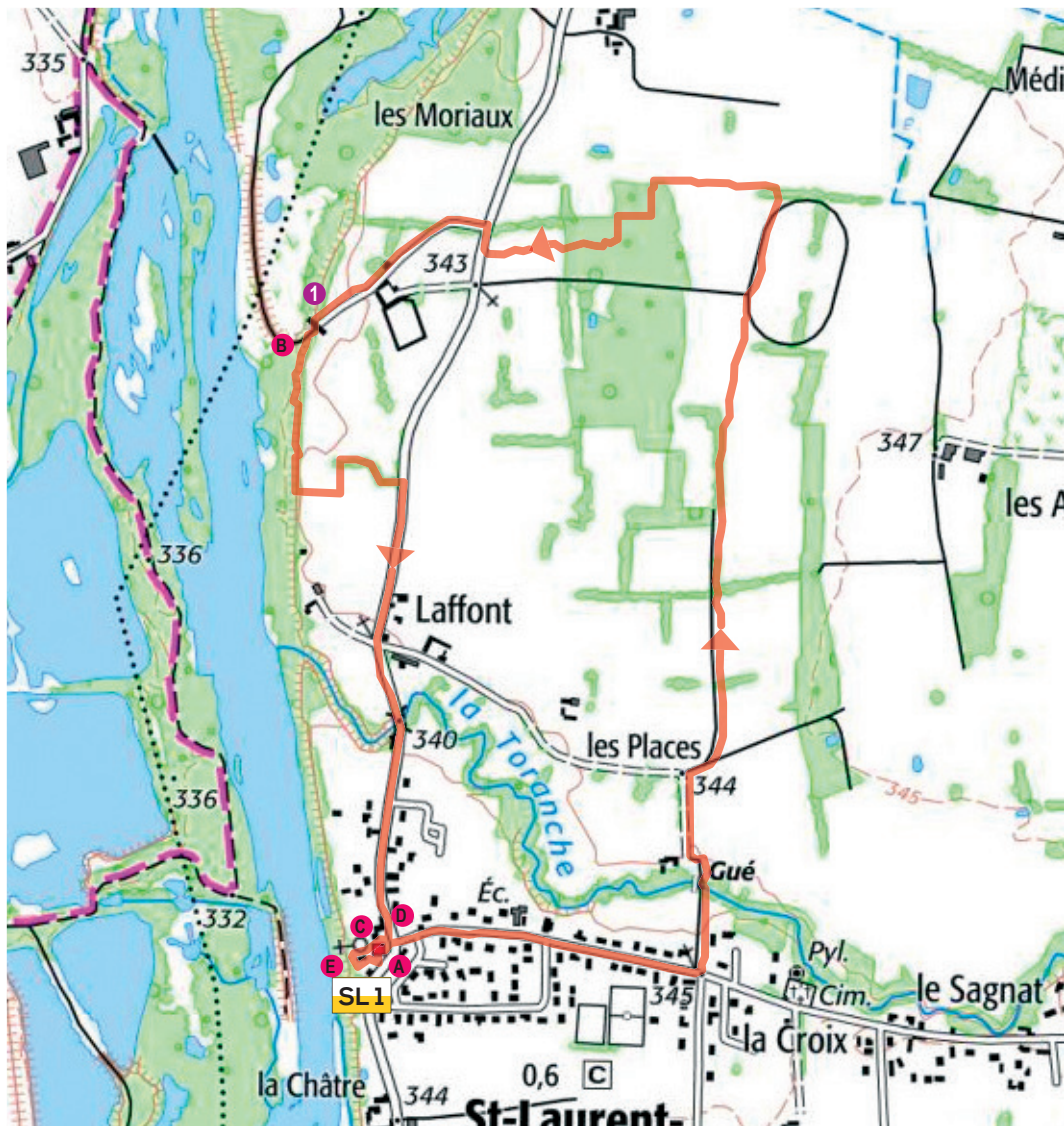 335
les Moriaux
Médi
343
1
B
347
les A
336
Laffont
la Toranche
340
les Places
344
336
345
Gué
Éc.
332
D
C
E
A
SL 1
Pyl.
Cim.
345
le Sagnat
la Croix
la Châtre
0,6 C
344
St-Laurent-